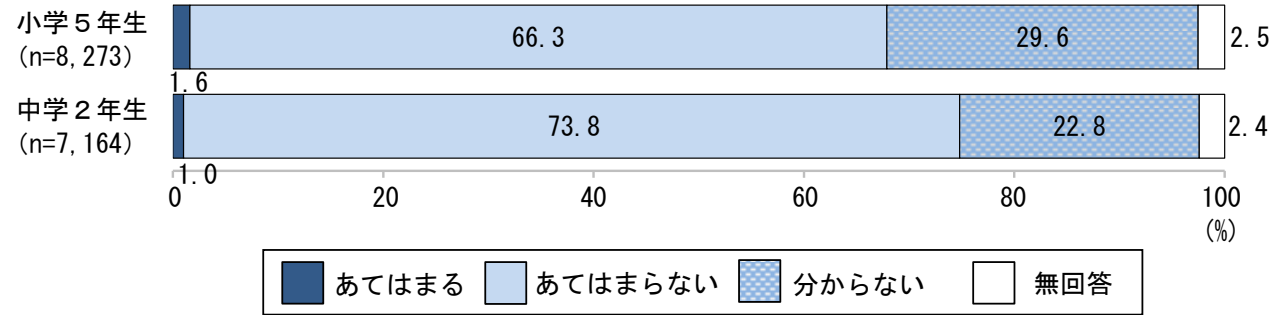 小学５年生
(n=8,273)
66.3
29.6
2.5
1.6
中学２年生
(n=7,164)
73.8
22.8
2.4
1.0
0 20 40 60 80 100
(%)
あてはまる あてはまらない 分からない 無回答